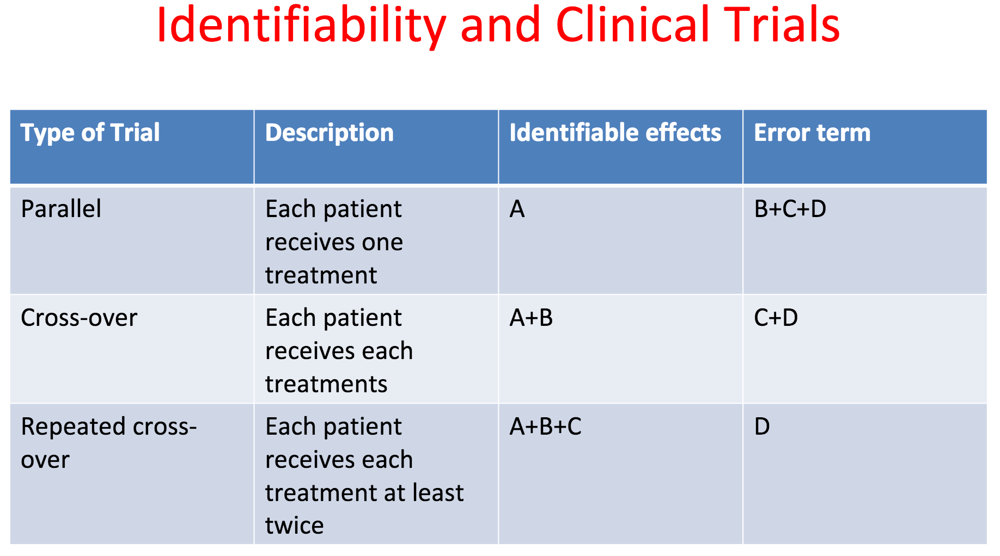 Identifiability and Clinical Trials
Type of Trial
Description
Identifiable effects
Error term
Parallel
Each patient
receives one
treatment
A
B+C+D
Cross-over
Each patient
receives each
treatments
A+B
C+D
Repeated cross-
over
Each patient
receives each
treatment at least
twice
A+B+C
D